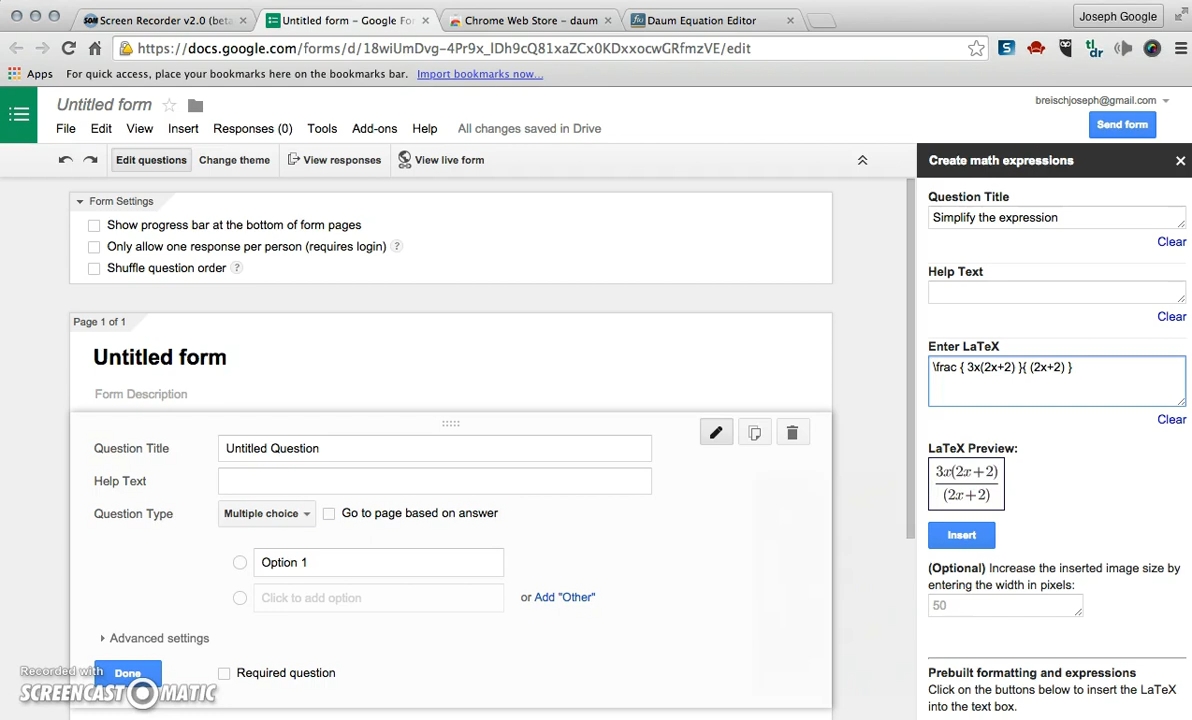 Screen Recorder v2.0 (beta
Untitled form – Google For
Chrome Web Store - daum
Daum Equation Editor
Joseph Google
https://docs.google.com/forms/d/18wiUmDvg-4Pr9x_IDh9cQ81xaZCx0KDxxocwGRfmzVE/edit
Apps
For quick access, place your bookmarks here on the bookmarks bar.
Import bookmarks now...
Untitled form
breischjoseph@gmail.com
File Edit View Insert Responses (0) Tools Add-ons Help All changes saved in Drive
Send form
Edit questions Change theme View responses View live form
Create math expressions
Form Settings
Show progress bar at the bottom of form pages
Only allow one response per person (requires login) ?
Shuffle question order ?
Question Title
Simplify the expression
Clear
Help Text
Clear
Enter LaTeX
\frac { 3x(2x+2) }{ (2x+2) }
Clear
LaTeX Preview:
3x(2x+2)
(2x+2)
Insert
(Optional) Increase the inserted image size by
entering the width in pixels:
50
Prebuilt formatting and expressions
Click on the buttons below to insert the LaTeX
into the text box.
Page 1 of 1
Untitled form
Form Description
Question Title Untitled Question
Help Text
Question Type Multiple choice Go to page based on answer
Option 1
Click to add option or Add "Other"
Advanced settings
Done Required question
Recorded with
SCREENCAST-O-MATIC